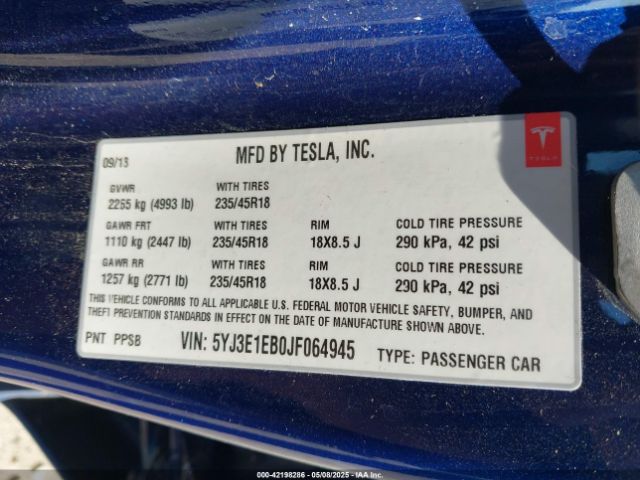 09/18
MFD BY TESLA, INC.
TESLA
GVWR WITH TIRES
2265 kg (4993 lb) 235/45R18
GAWR FRT WITH TIRES RIM COLD TIRE PRESSURE
1110 kg (2447 lb) 235/45R18 18X8.5 J 290 kPa, 42 psi
GAWR RR WITH TIRES RIM COLD TIRE PRESSURE
1257 kg (2771 lb) 235/45R18 18X8.5 J 290 kPa, 42 psi
THIS VEHICLE CONFORMS TO ALL APPLICABLE U.S. FEDERAL MOTOR VEHICLE SAFETY, BUMPER, AND
THEFT PREVENTION STANDARDS IN EFFECT ON THE DATE OF MANUFACTURE SHOWN ABOVE.
PNT PPSB VIN: 5YJ3E1EB0JF064945 TYPE: PASSENGER CAR
000-42198286 - 05/08/2025 - COPYRIGHT IAA, LLC